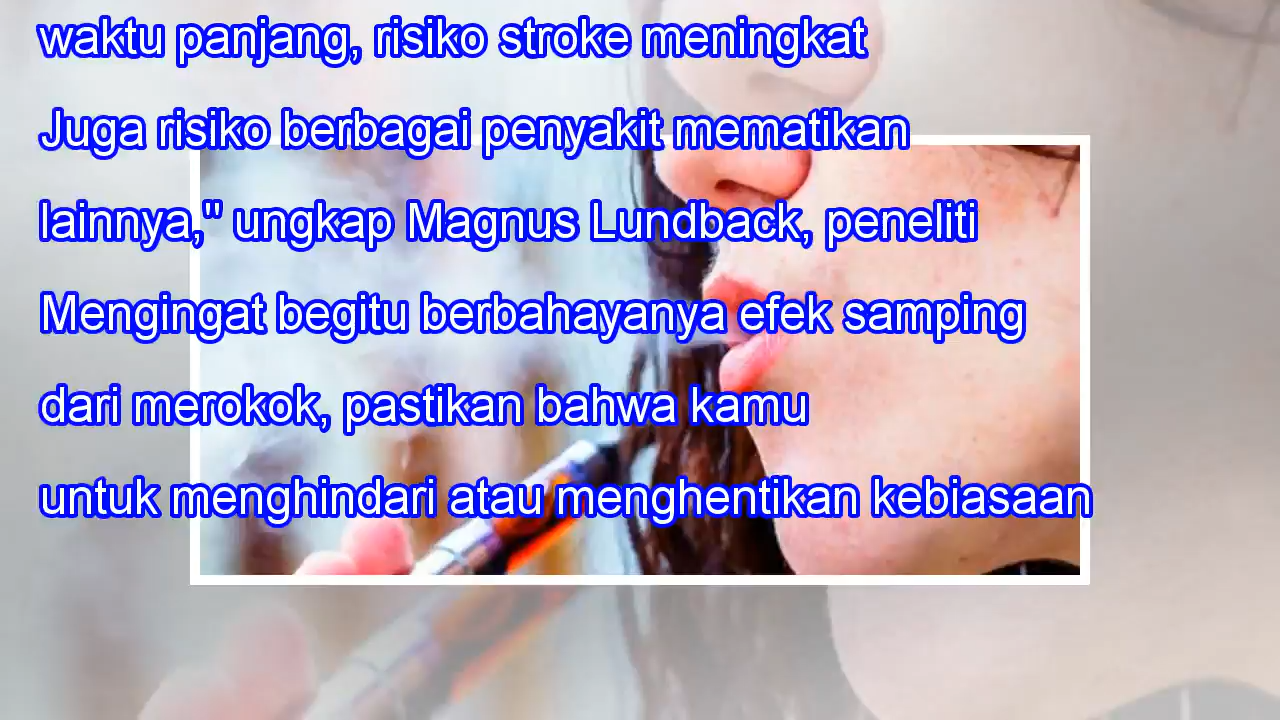 waktu panjang, risiko stroke meningkat
Juga risiko berbagai penyakit mematikan
lainnya," ungkap Magnus Lundback, peneliti
Mengingat begitu berbahayanya efek samping
dari merokok, pastikan bahwa kamu
untuk menghindari atau menghentikan kebiasaan